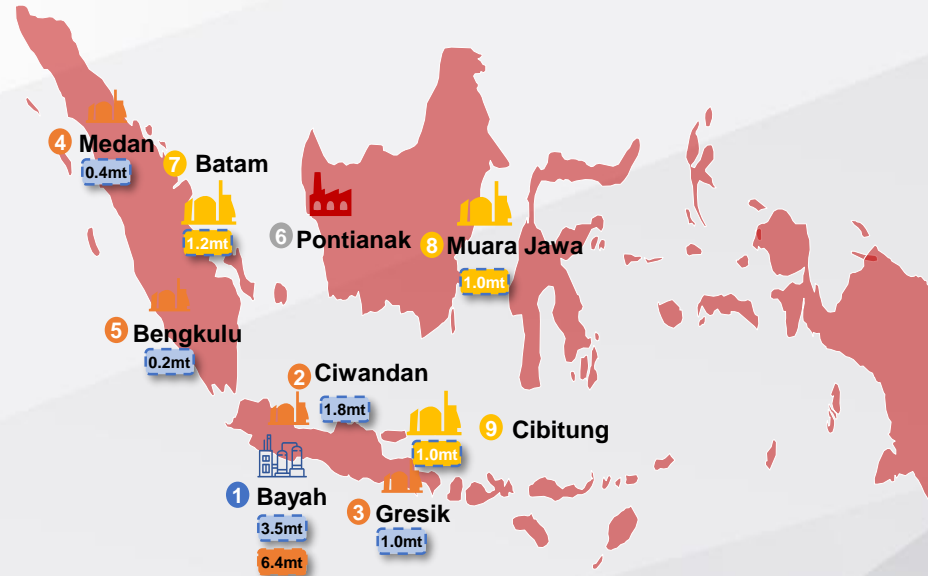 4 Medan
0.4mt
7 Batam
1.2mt
6 Pontianak
8 Muara Jawa
1.0mt
5 Bengkulu
0.2mt
2 Ciwandan
1.8mt
9 Cibitung
1.0mt
1 Bayah
3.5mt
6.4mt
3 Gresik
1.0mt